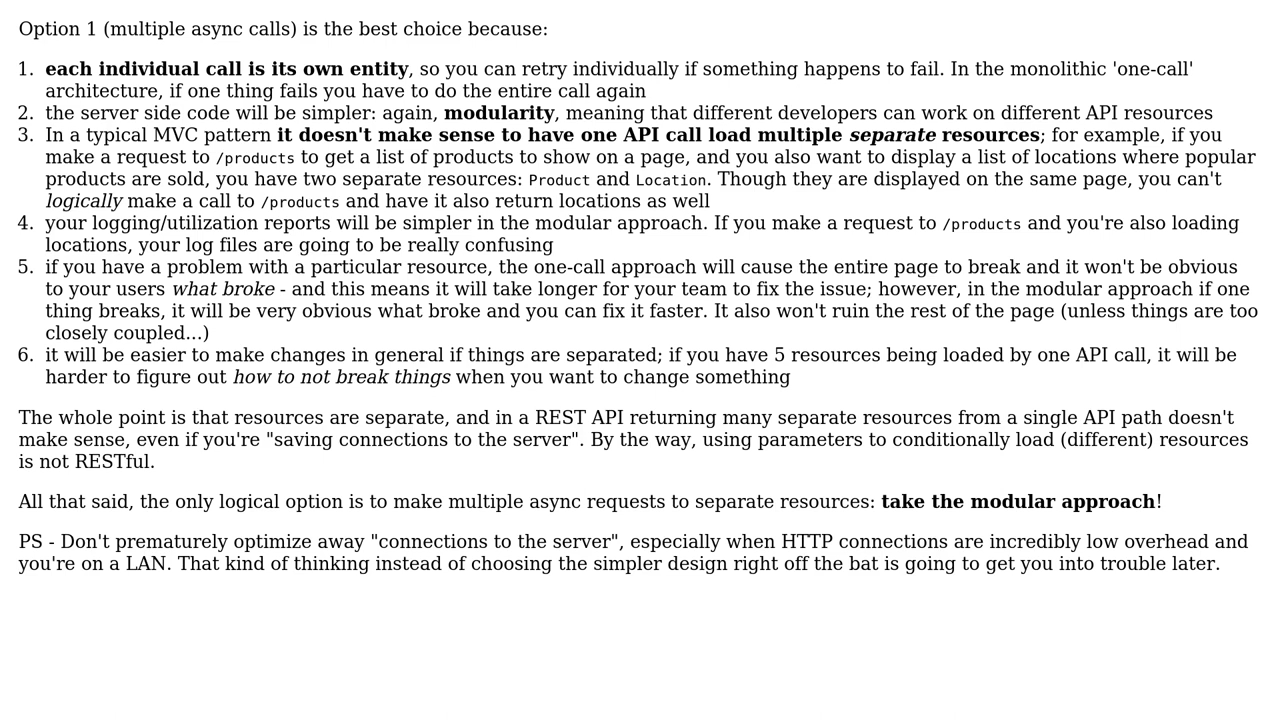 Option 1 (multiple async calls) is the best choice because:
1. each individual call is its own entity, so you can retry individually if something happens to fail. In the monolithic 'one-call'
architecture, if one thing fails you have to do the entire call again
2. the server side code will be simpler: again, modularity, meaning that different developers can work on different API resources
3. In a typical MVC pattern it doesn't make sense to have one API call load multiple separate resources; for example, if you
make a request to /products to get a list of products to show on a page, and you also want to display a list of locations where popular
products are sold, you have two separate resources: Product and Location. Though they are displayed on the same page, you can't
logically make a call to /products and have it also return locations as well
4. your logging/utilization reports will be simpler in the modular approach. If you make a request to /products and you're also loading
locations, your log files are going to be really confusing
5. if you have a problem with a particular resource, the one-call approach will cause the entire page to break and it won't be obvious
to your users what broke - and this means it will take longer for your team to fix the issue; however, in the modular approach if one
thing breaks, it will be very obvious what broke and you can fix it faster. It also won't ruin the rest of the page (unless things are too
closely coupled...)
6. it will be easier to make changes in general if things are separated; if you have 5 resources being loaded by one API call, it will be
harder to figure out how to not break things when you want to change something
The whole point is that resources are separate, and in a REST API returning many separate resources from a single API path doesn't
make sense, even if you're "saving connections to the server". By the way, using parameters to conditionally load (different) resources
is not RESTful.
All that said, the only logical option is to make multiple async requests to separate resources: take the modular approach!
PS - Don't prematurely optimize away "connections to the server", especially when HTTP connections are incredibly low overhead and
you're on a LAN. That kind of thinking instead of choosing the simpler design right off the bat is going to get you into trouble later.